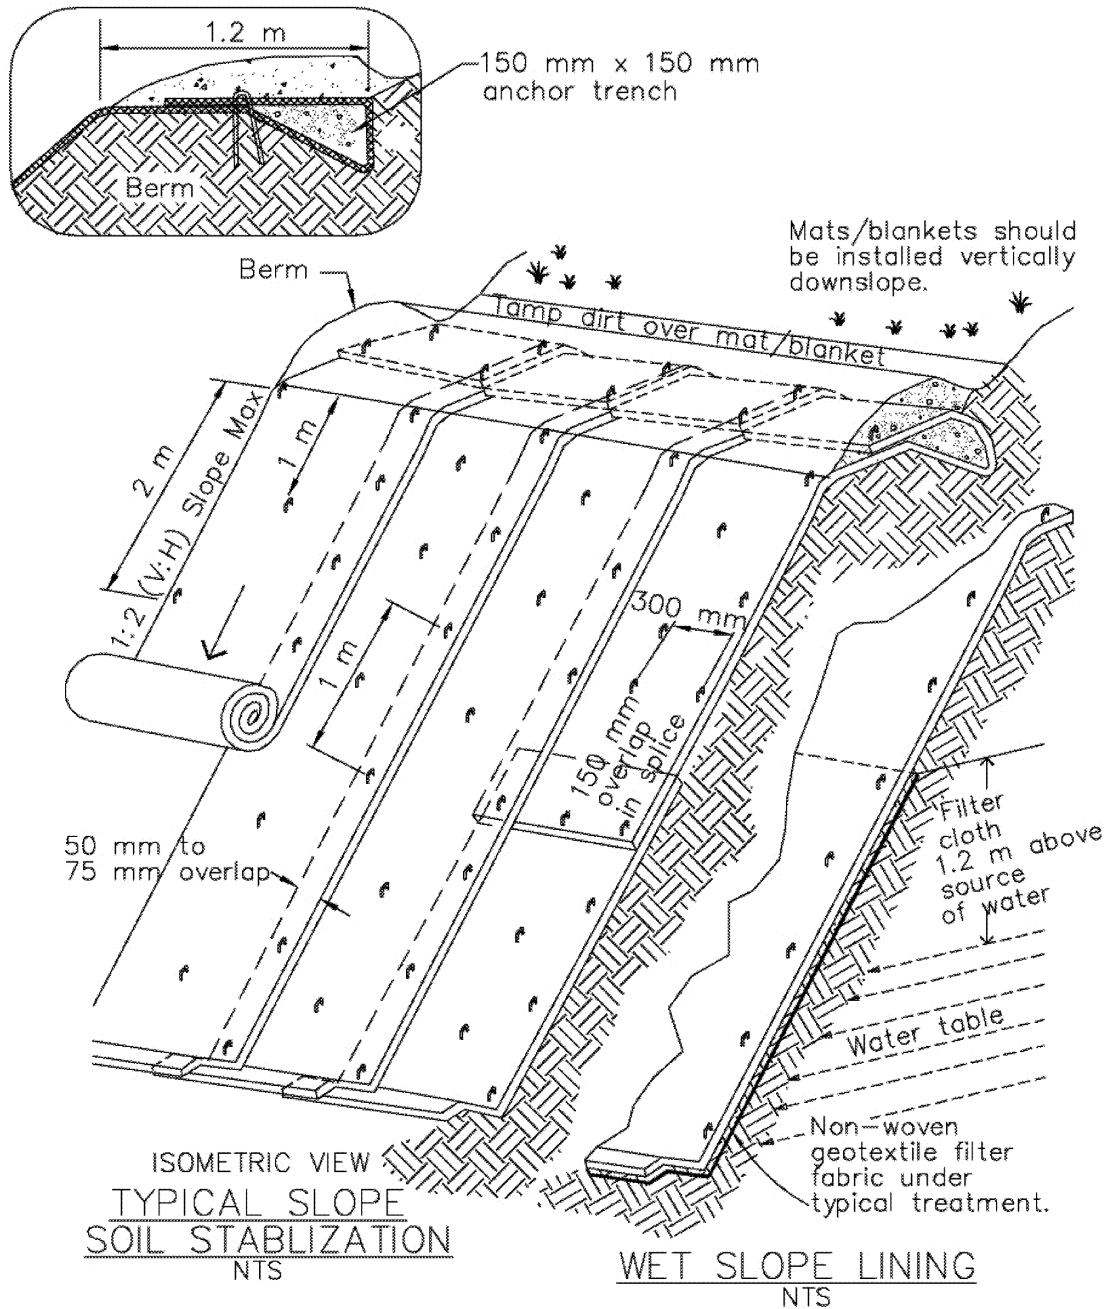 1.2 m
150 mm x 150 mm
anchor trench
Berm
Mats/blankets should
be installed vertically
downslope.
Berm
Tamp dirt over mat/blanket
2 m
1:2 (V:H) Slope Max
1 m
1 m
300 mm
150 mm
overlap
in splice
50 mm to
75 mm overlap
Filter
cloth
1.2 m above
source
of water
Water table
Non-woven
geotextile filter
fabric under
typical treatment.
ISOMETRIC VIEW
TYPICAL SLOPE
SOIL STABLIZATION
NTS
WET SLOPE LINING
NTS